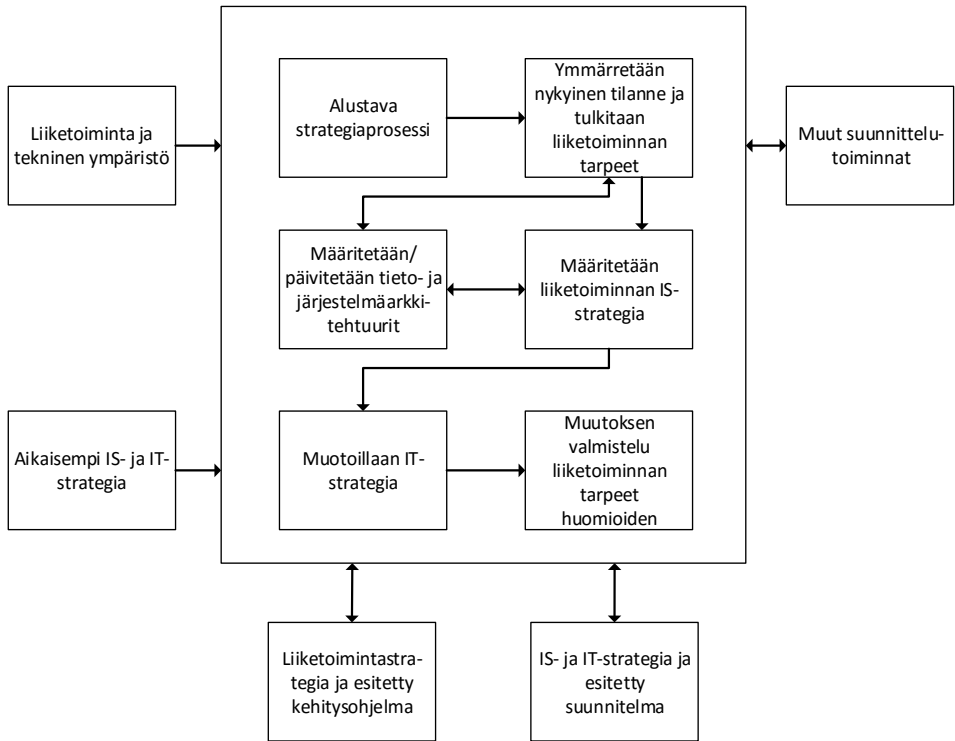 Alustava
strategiaprosessi
Ymmärretään
nykyinen tilanne ja
tulkitaan
liiketoiminnan
tarpeet
Liiketoiminta ja
tekninen ympäristö
Muut suunnittelu-
toiminnat
Määritetään/
päivitetään tieto- ja
järjestelmäarkki-
tehtuurit
Määritetään
liiketoiminnan IS-
strategia
Aikaisempi IS- ja IT-
strategia
Muotoillaan IT-
strategia
Muutoksen
valmistelu
liiketoiminnan
tarpeet
huomioiden
Liiketoimintastra-
tegia ja esitetty
kehitysohjelma
IS- ja IT-strategia ja
esitetty
suunnitelma